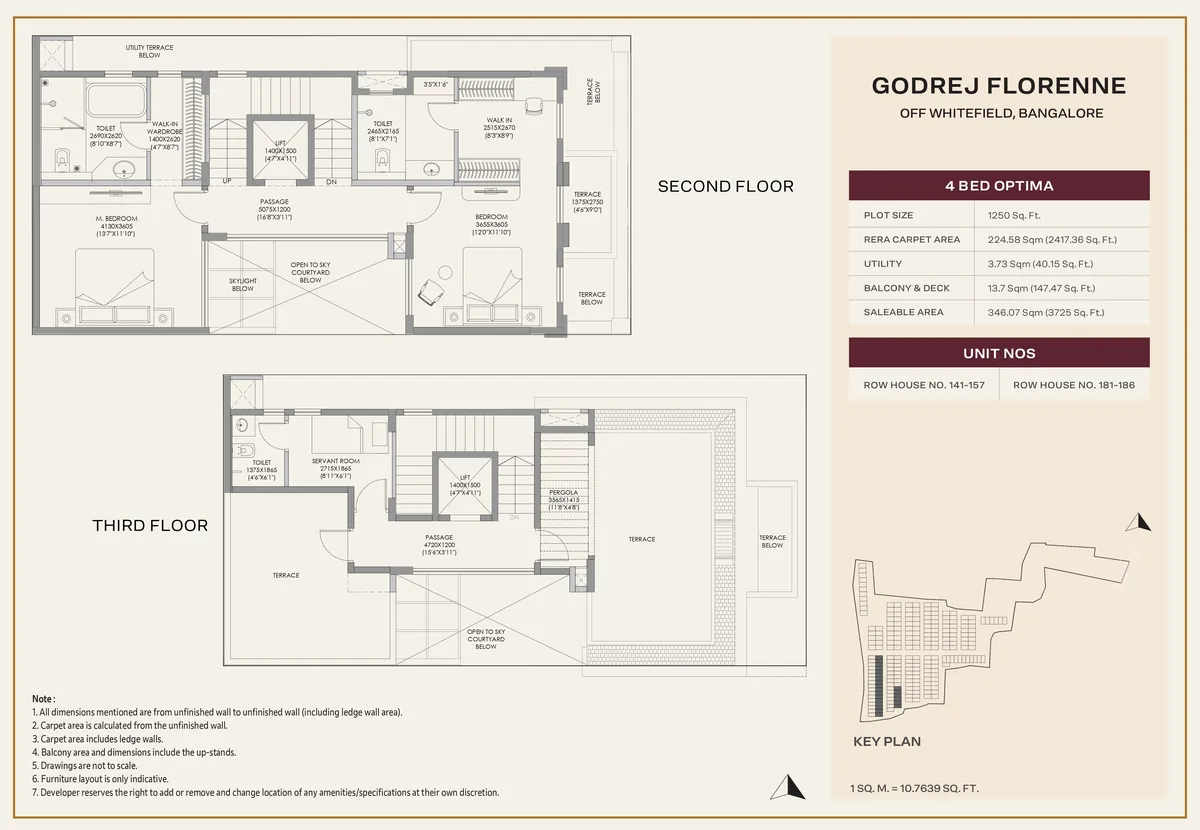 UTILITY TERRACE
BELOW
3'5"X1'6"
TERRACE
BELOW
TOILET
2690X2620
(8'10"X8'7")
WALK-IN
WARDROBE
1400X2620
(4'7"X8'7")
LIFT
1400X1500
(4'7"X4'11")
TOILET
2465X2165
(8'1"X7'1")
WALK IN
2515X2670
(8'3"X8'9")
UP
DN
PASSAGE
5075X1200
(16'8"X3'11")
TERRACE
1375X2750
(4'6"X9'0")
M. BEDROOM
4130X3605
(13'7"X11'10")
BEDROOM
3655X3605
(12'0"X11'10")
OPEN TO SKY
COURTYARD
BELOW
SKYLIGHT
BELOW
TERRACE
BELOW
SECOND FLOOR
THIRD FLOOR
TOILET
1375X1865
(4'6"X6'1")
SERVANT ROOM
2715X1865
(8'11"X6'1")
LIFT
1400X1500
(4'7"X4'11")
DN
PERGOLA
3565X1415
(11'8"X4'8")
PASSAGE
4720X1200
(15'6"X3'11")
TERRACE
TERRACE
BELOW
TERRACE
OPEN TO SKY
COURTYARD
BELOW
Note :
1. All dimensions mentioned are from unfinished wall to unfinished wall (including ledge wall area).
2. Carpet area is calculated from the unfinished wall.
3. Carpet area includes ledge walls.
4. Balcony area and dimensions include the up-stands.
5. Drawings are not to scale.
6. Furniture layout is only indicative.
7. Developer reserves the right to add or remove and change location of any amenities/specifications at their own discretion.
GODREJ FLORENNE
OFF WHITEFIELD, BANGALORE
4 BED OPTIMA
PLOT SIZE 1250 Sq. Ft.
RERA CARPET AREA 224.58 Sqm (2417.36 Sq. Ft.)
UTILITY 3.73 Sqm (40.15 Sq. Ft.)
BALCONY & DECK 13.7 Sqm (147.47 Sq. Ft.)
SALEABLE AREA 346.07 Sqm (3725 Sq. Ft.)
UNIT NOS
ROW HOUSE NO. 141-157 ROW HOUSE NO. 181-186
KEY PLAN
1 SQ. M. = 10.7639 SQ. FT.